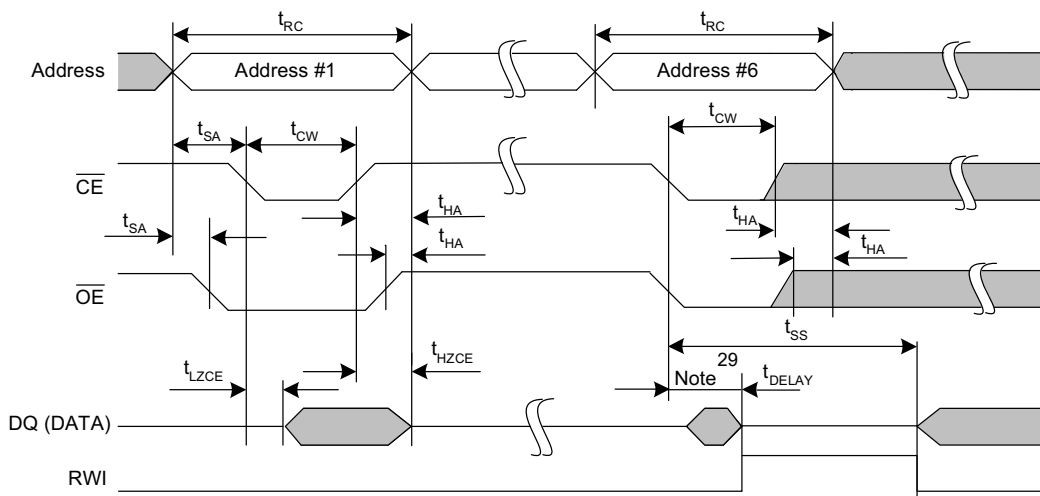 tRC tRC
Address Address #1 Address #6
tSA tCW tCW
CE
tHA
tSA tHA
tHA tHA
OE
tSS
tLZCE tHZCE 29
Note tDELAY
DQ (DATA)
RWI